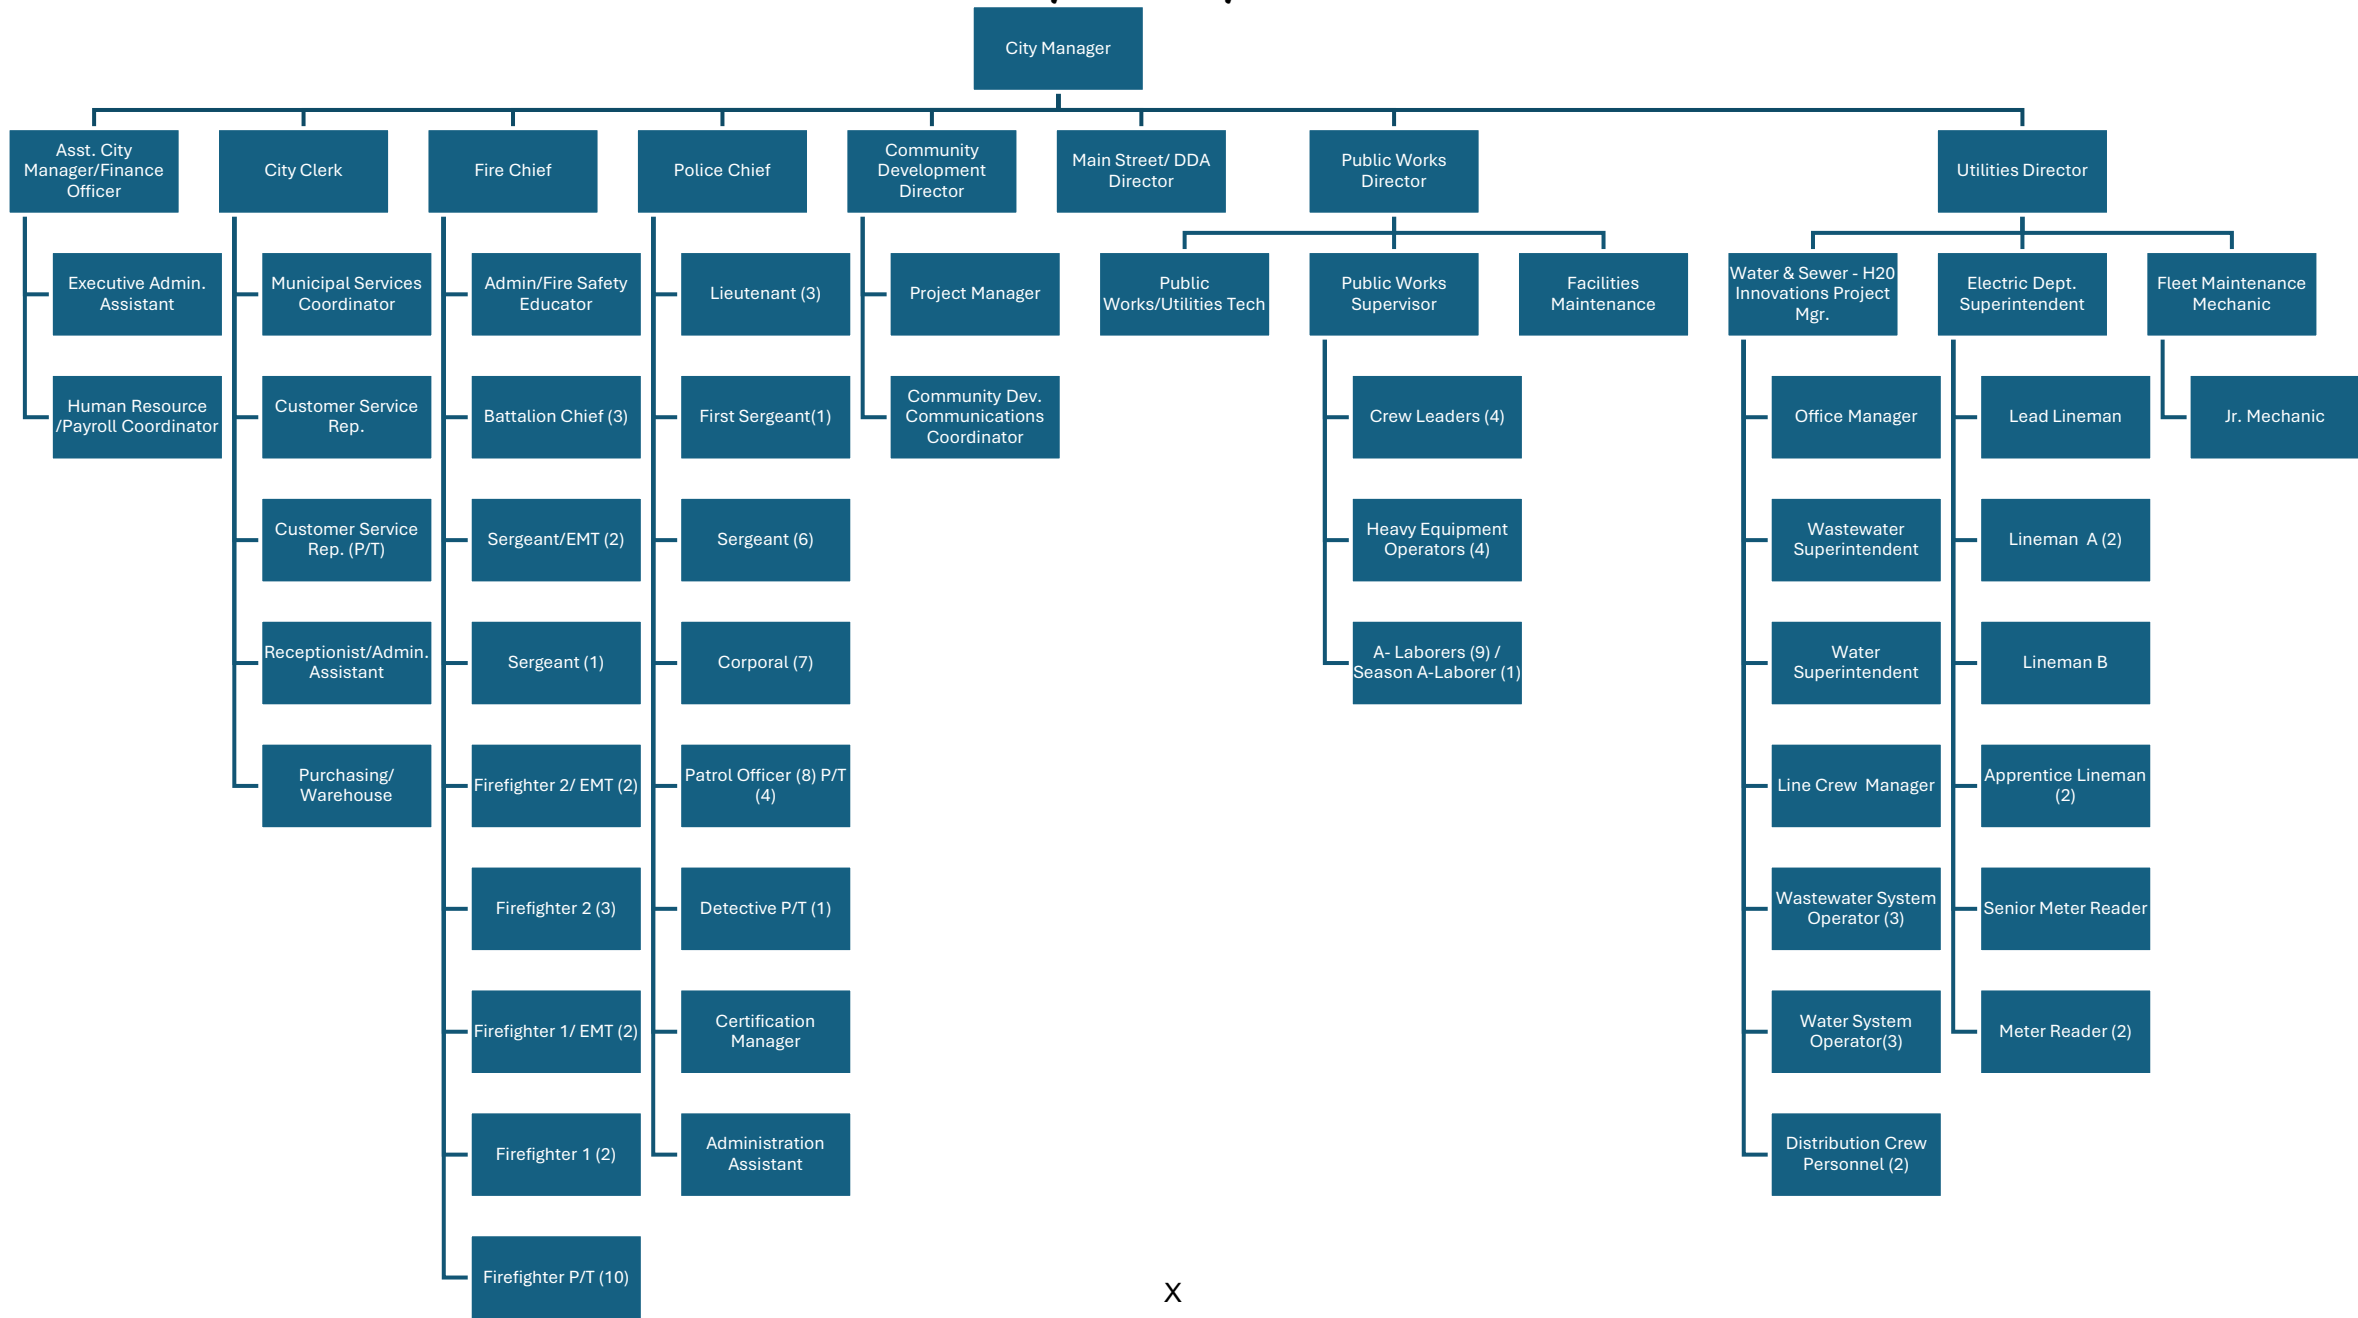 City Manager
Asst. City
Manager/Finance
Officer
City Clerk
Fire Chief
Police Chief
Community
Development
Director
Main Street/ DDA
Director
Public Works
Director
Utilities Director
Executive Admin.
Assistant
Human Resource
/Payroll Coordinator
Municipal Services
Coordinator
Customer Service
Rep.
Customer Service
Rep. (P/T)
Receptionist/Admin.
Assistant
Purchasing/
Warehouse
Admin/Fire Safety
Educator
Battalion Chief (3)
Sergeant/EMT (2)
Sergeant (1)
Firefighter 2/ EMT (2)
Firefighter 2 (3)
Firefighter 1/ EMT (2)
Firefighter 1 (2)
Firefighter P/T (10)
Lieutenant (3)
First Sergeant(1)
Sergeant (6)
Corporal (7)
Patrol Officer (8) P/T
(4)
Detective P/T (1)
Certification
Manager
Administration
Assistant
Project Manager
Community Dev.
Communications
Coordinator
Public
Works/Utilities Tech
Public Works
Supervisor
Facilities
Maintenance
Crew Leaders (4)
Heavy Equipment
Operators (4)
A- Laborers (9) /
Season A-Laborer (1)
Water & Sewer - H20
Innovations Project
Mgr.
Electric Dept.
Superintendent
Fleet Maintenance
Mechanic
Office Manager
Wastewater
Superintendent
Water
Superintendent
Line Crew  Manager
Wastewater System
Operator (3)
Water System
Operator(3)
Distribution Crew
Personnel (2)
Lead Lineman
Lineman  A (2)
Lineman B
Apprentice Lineman
(2)
Senior Meter Reader
Meter Reader (2)
Jr. Mechanic
X